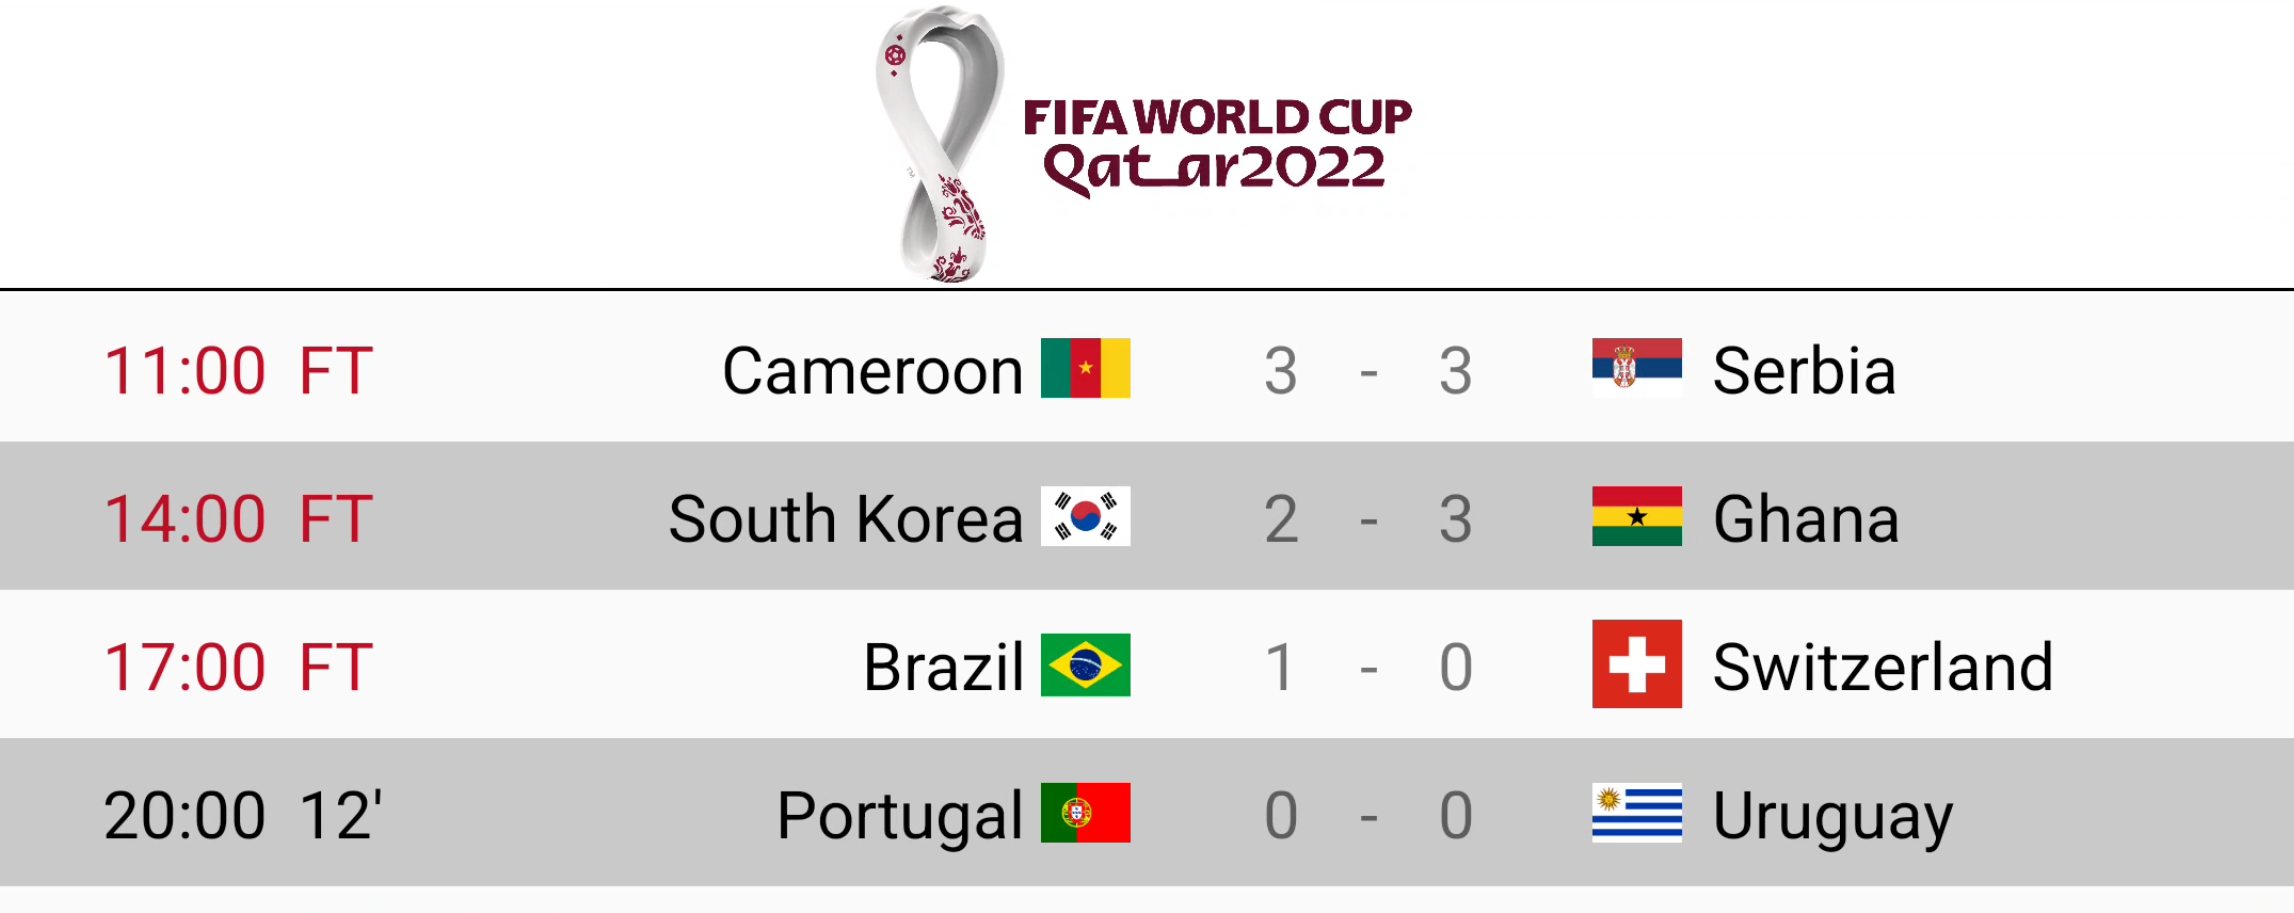 FIFA WORLD CUP
Qatar2022
TM
11:00 FT Cameroon 3 - 3 Serbia
14:00 FT South Korea 2 - 3 Ghana
17:00 FT Brazil 1 - 0 Switzerland
20:00 12' Portugal 0 - 0 Uruguay